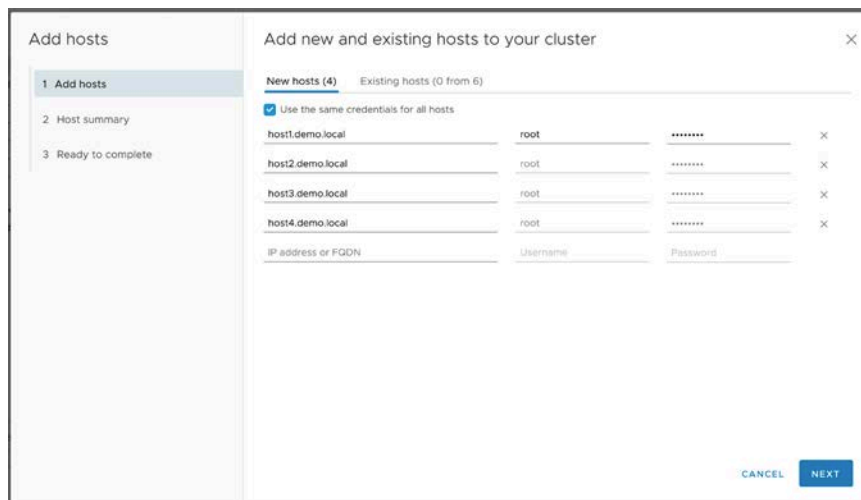 Add hosts
1 Add hosts
2 Host summary
3 Ready to complete
Add new and existing hosts to your cluster
New hosts (4) Existing hosts (0 from 6)
Use the same credentials for all hosts
host1.demo.local root ••••••••
host2.demo.local root ••••••••
host3.demo.local root ••••••••
host4.demo.local root ••••••••
IP address or FQDN Username Password
CANCEL NEXT